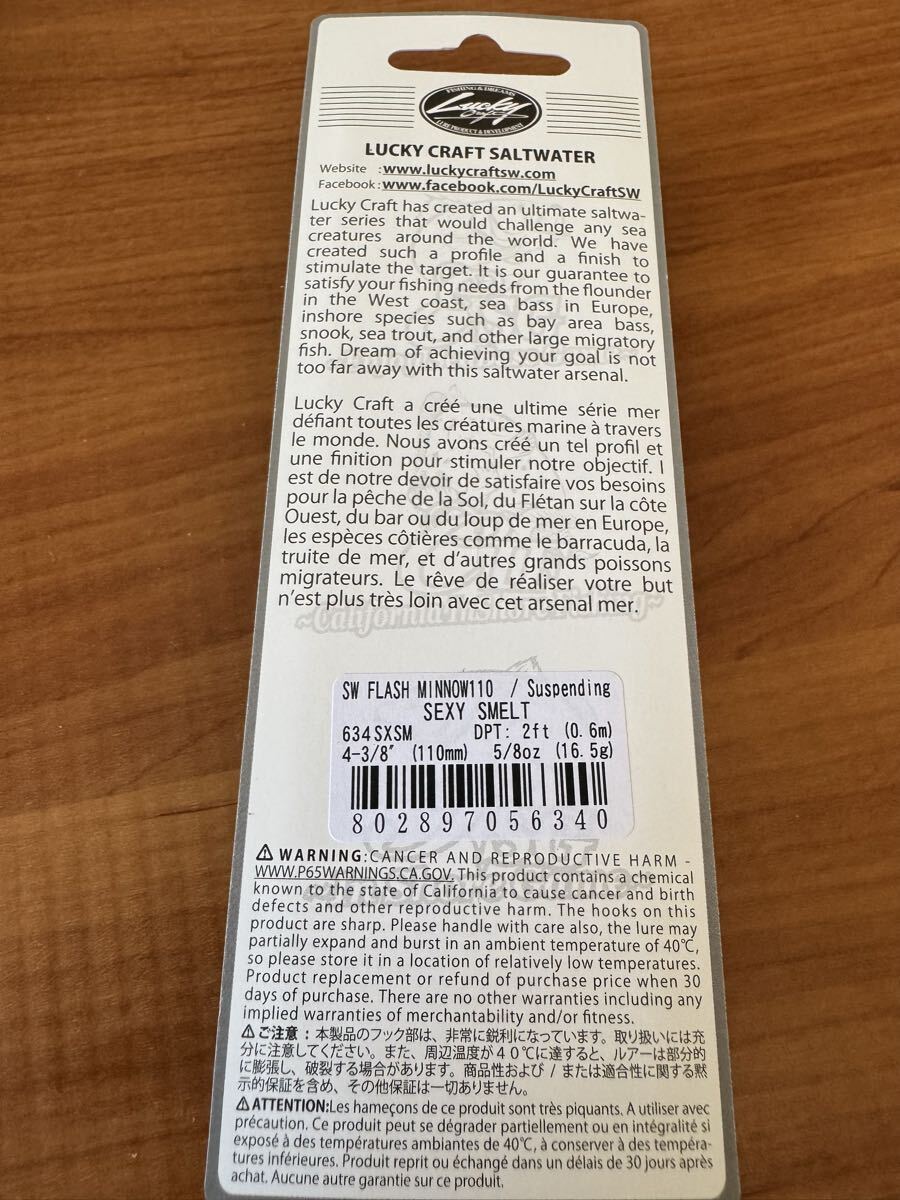 FISHING & DREAMS
Lucky
Craft
LURE PRODUCT & DEVELOPMENT
LUCKY CRAFT SALTWATER
Website :www.luckycraftsw.com
Facebook:www.facebook.com/LuckyCraftSW
Lucky Craft has created an ultimate saltwa-
ter series that would challenge any sea
creatures around the world. We have
created such a profile and a finish to
stimulate the target. It is our guarantee to
satisfy your fishing needs from the flounder
in the West coast, sea bass in Europe,
inshore species such as bay area bass,
snook, sea trout, and other large migratory
fish. Dream of achieving your goal is not
too far away with this saltwater arsenal.
Lucky Craft a créé une ultime série mer
défiant toutes les créatures marine à travers
le monde. Nous avons créé un tel profil et
une finition pour stimuler notre objectif. I
est de notre devoir de satisfaire vos besoins
pour la pêche de la Sol, du Flétan sur la côte
Ouest, du bar ou du loup de mer en Europe,
les espèces côtières comme le barracuda, la
truite de mer, et d'autres grands poissons
migrateurs. Le rêve de réaliser votre but
n'est plus très loin avec cet arsenal mer.
~California Inshore Fishing~
SW FLASH MINNOW110 / Suspending
SEXY SMELT
634SXSM DPT: 2ft (0.6m)
4-3/8″ (110mm) 5/8oz (16.5g)
802897056340
⚠ WARNING:CANCER AND REPRODUCTIVE HARM -
WWW.P65WARNINGS.CA.GOV. This product contains a chemical
known to the state of California to cause cancer and birth
defects and other reproductive harm. The hooks on this
product are sharp. Please handle with care also, the lure may
partially expand and burst in an ambient temperature of 40℃,
so please store it in a location of relatively low temperatures.
Product replacement or refund of purchase price when 30
days of purchase. There are no other warranties including any
implied warranties of merchantability and/or fitness.
⚠ご注意：本製品のフック部は、非常に鋭利になっています。取り扱いには充
分に注意してください。また、周辺温度が４０℃に達すると、ルアーは部分的
に膨張し、破裂する場合があります。商品性および / または適合性に関する黙
示的保証を含め、その他保証は一切ありません。
⚠ATTENTION:Les hameçons de ce produit sont très piquants. A utiliser avec
précaution. Ce produit peut se dégrader partiellement ou en intégralité si
exposé à des températures ambiantes de 40℃, à conserver à des tempéra-
tures inférieures. Produit reprit ou échangé dans un délais de 30 jours après
achat. Aucune autre garantie sur ce produit.